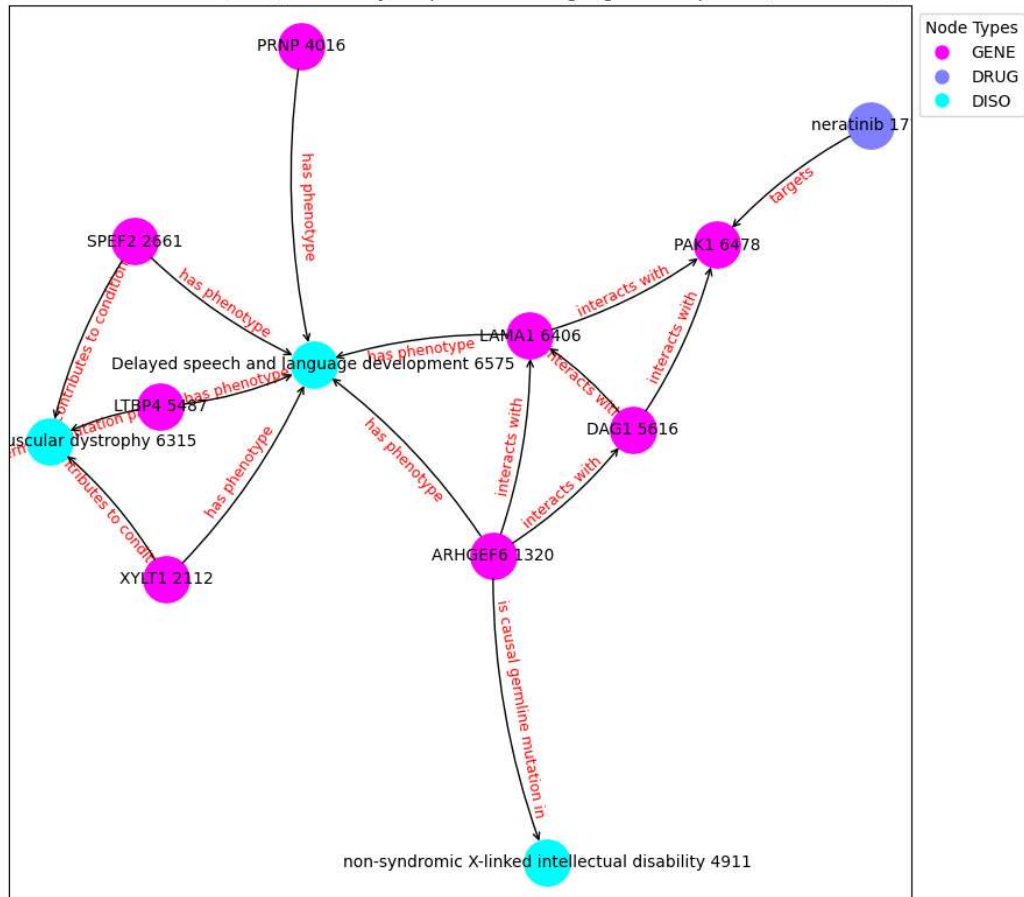 Node Types
GENE
DRUG
DISO
PRNP 4016
neratinib 17
has phenotype
targets
SPEF2 2661
PAK1 6478
has phenotype
interacts with
interacts with
LAMA1 6406
has phenotype
Delayed speech and language development 6575
has phenotype
interacts with
LTBP4 5487
DAG1 5616
uscular dystrophy 6315
has phenotype
has phenotype
interacts with
interacts with
ARHGEF6 1320
XYLT1 2112
is causal germline mutation in
non-syndromic X-linked intellectual disability 4911